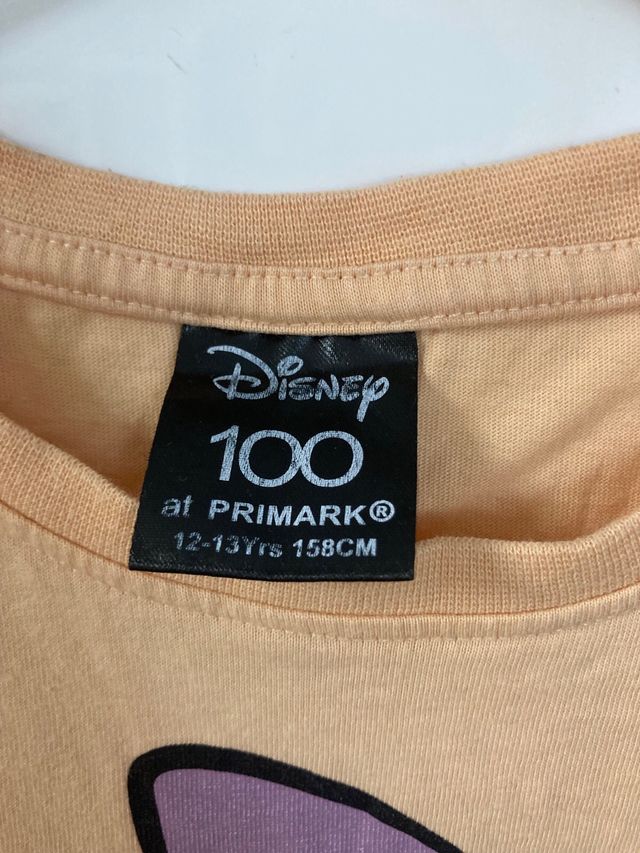 Disney
100
at PRIMARK®
12-13Yrs 158CM